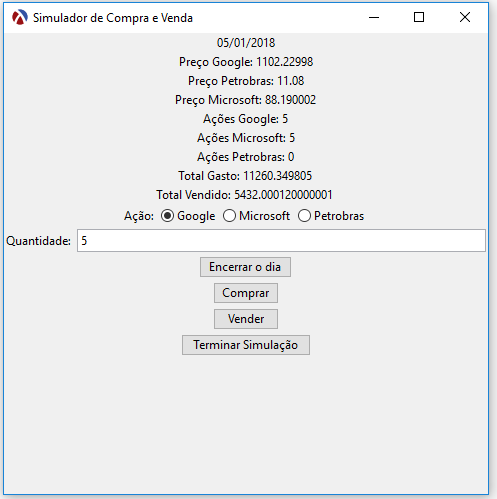 Simulador de Compra e Venda
05/01/2018
Preço Google: 1102.22998
Preço Petrobras: 11.08
Preço Microsoft: 88.190002
Ações Google: 5
Ações Microsoft: 5
Ações Petrobras: 0
Total Gasto: 11260.349805
Total Vendido: 5432.000120000001
Ação: Google Microsoft Petrobras
Quantidade: 5
Encerrar o dia
Comprar
Vender
Terminar Simulação